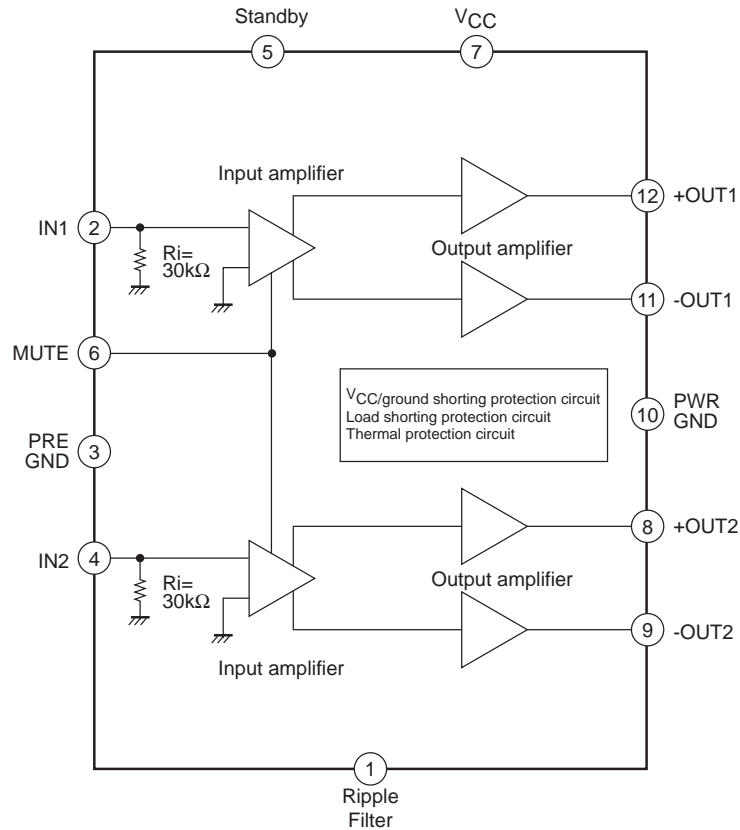 Standby
VCC
5
7
Input amplifier
12
+OUT1
IN1
2
Ri=
30kΩ
Output amplifier
11
-OUT1
MUTE
6
VCC/ground shorting protection circuit
Load shorting protection circuit
Thermal protection circuit
10
PWR
GND
PRE
GND
3
8
+OUT2
IN2
4
Ri=
30kΩ
Output amplifier
9
-OUT2
Input amplifier
1
Ripple
Filter